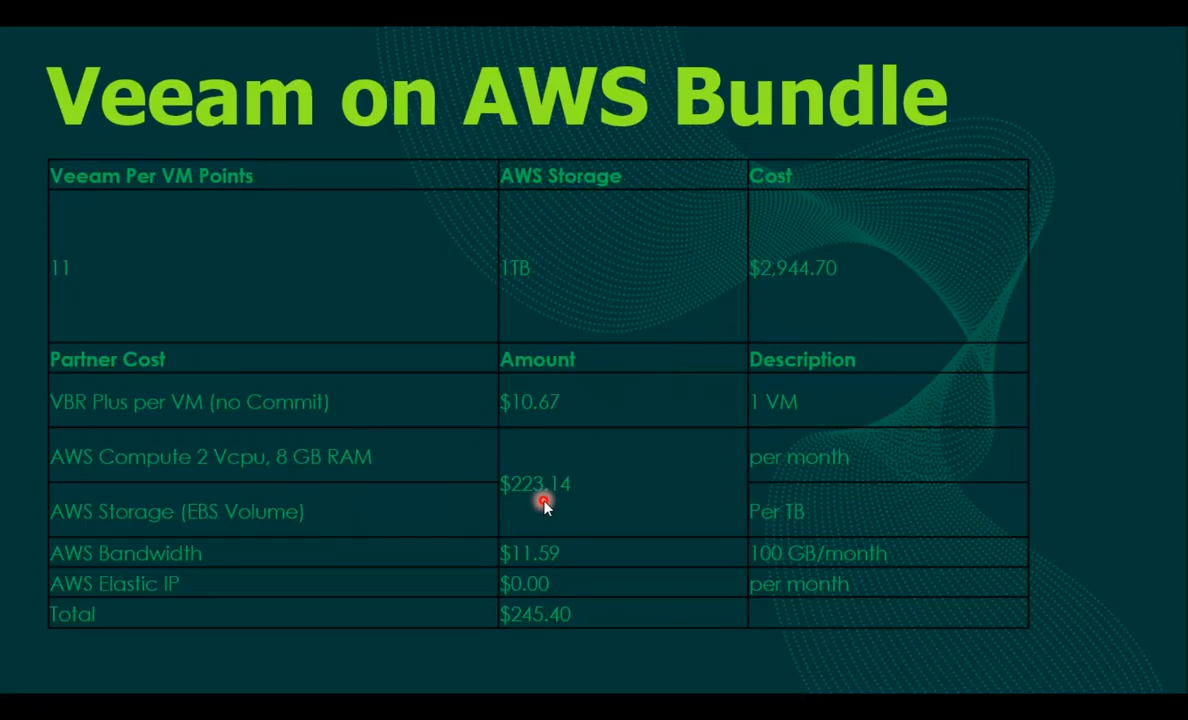 Veeam on AWS Bundle
Veeam Per VM Points AWS Storage Cost
11 1TB $2,944.70
Partner Cost Amount Description
VBR Plus per VM (no Commit) $10.67 1 VM
AWS Compute 2 Vcpu, 8 GB RAM per month
$223.14
AWS Storage (EBS Volume) Per TB
AWS Bandwidth $11.59 100 GB/month
AWS Elastic IP $0.00 per month
Total $245.40